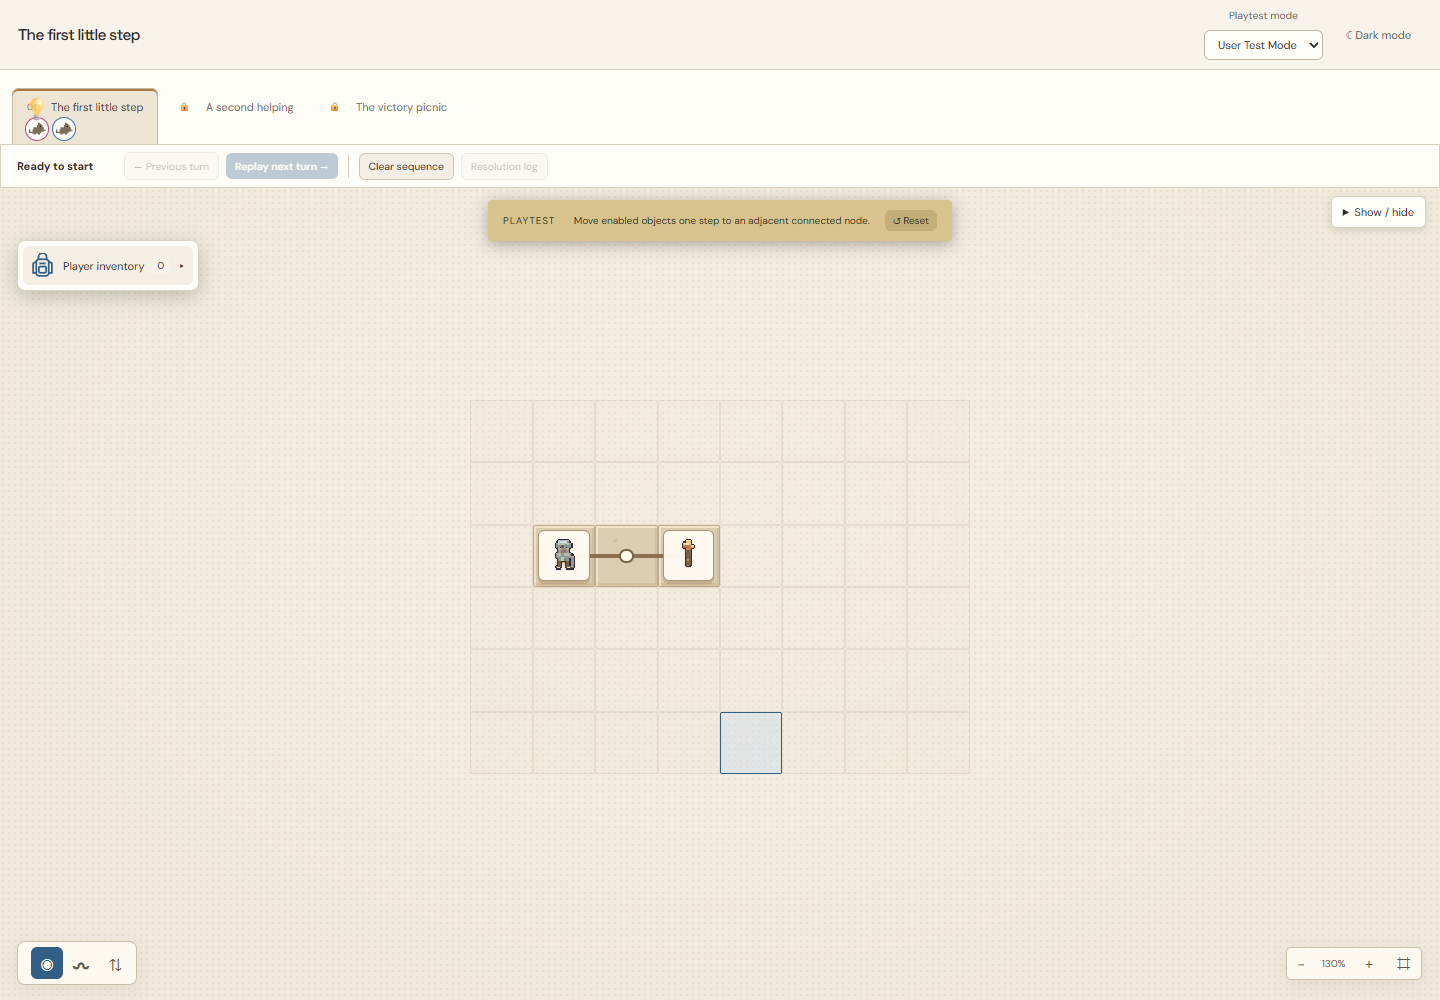 The first little step
Playtest mode
User Test Mode
☾ Dark mode
The first little step
A second helping
The victory picnic
Ready to start
← Previous turn
Replay next turn →
Clear sequence
Resolution log
PLAYTEST
Move enabled objects one step to an adjacent connected node.
↺ Reset
▶ Show / hide
Player inventory 0 ▸
− 130% +